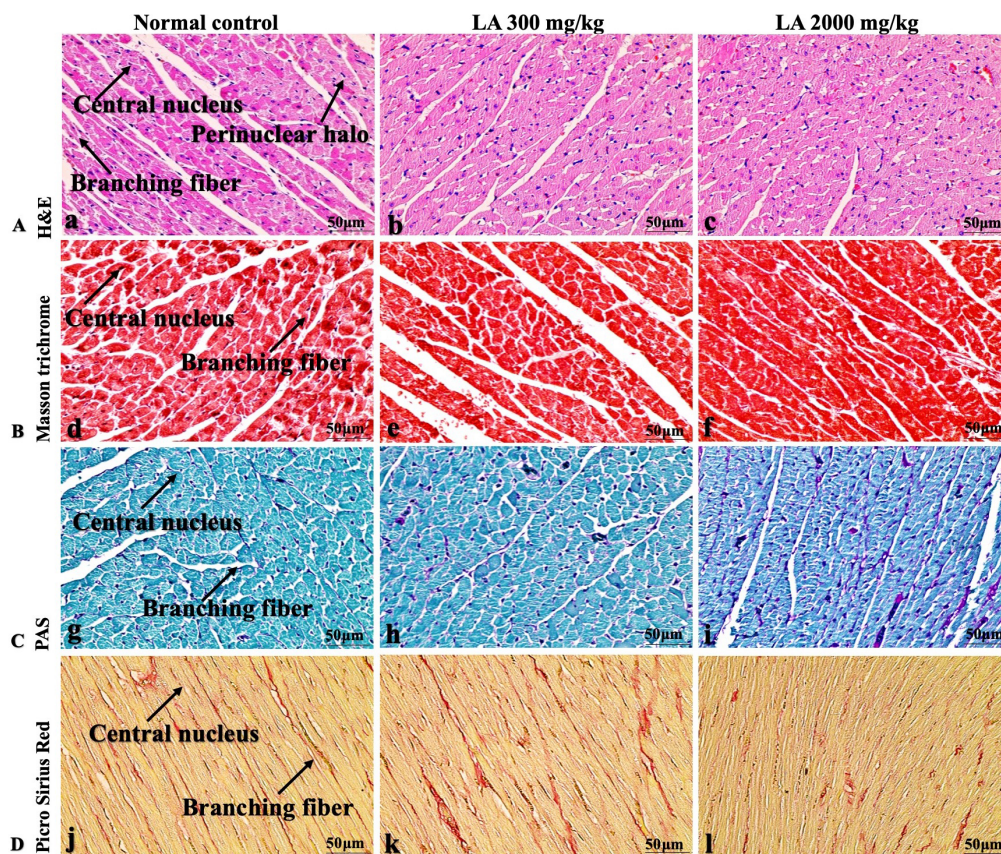 Normal control
LA 300 mg/kg
LA 2000 mg/kg
A
H&E
Central nucleus
Perinuclear halo
Branching fiber
a
50µm
b
50µm
c
50µm
B
Masson trichrome
Central nucleus
Branching fiber
d
50µm
e
50µm
f
50µm
C
PAS
Central nucleus
Branching fiber
g
50µm
h
50µm
i
50µm
D
Picro Sirius Red
Central nucleus
Branching fiber
j
50µm
k
50µm
l
50µm